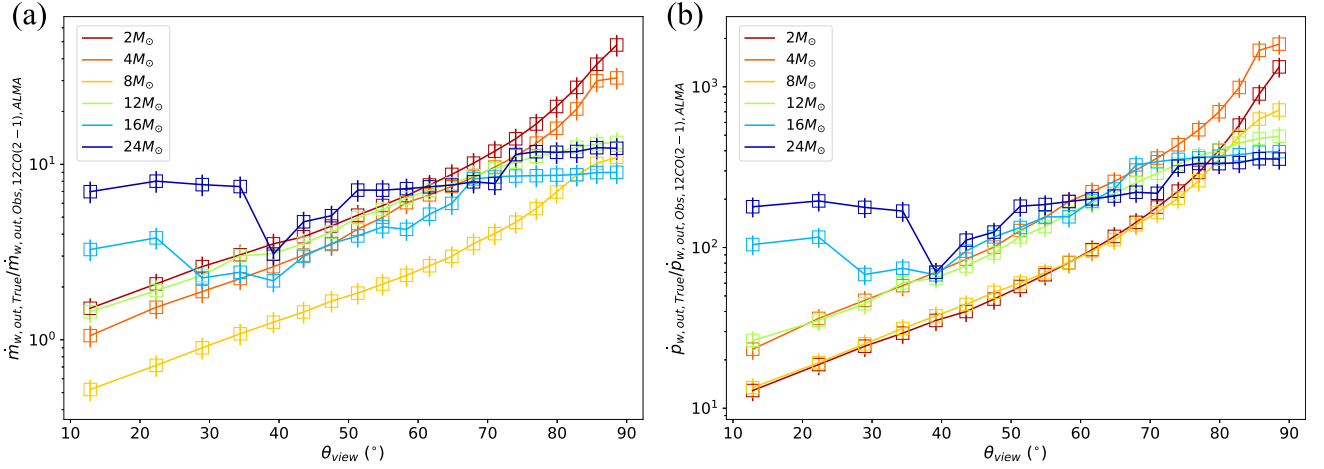 (a)
ṁw, out, True/ṁw, out, Obs, 12CO(2−1), ALMA
10¹
10⁰
2M⊙
4M⊙
8M⊙
12M⊙
16M⊙
24M⊙
10 20 30 40 50 60 70 80 90
θview (°)
(b)
ṗw, out, True/ṗw, out, Obs, 12CO(2−1), ALMA
10³
10²
10¹
2M⊙
4M⊙
8M⊙
12M⊙
16M⊙
24M⊙
10 20 30 40 50 60 70 80 90
θview (°)